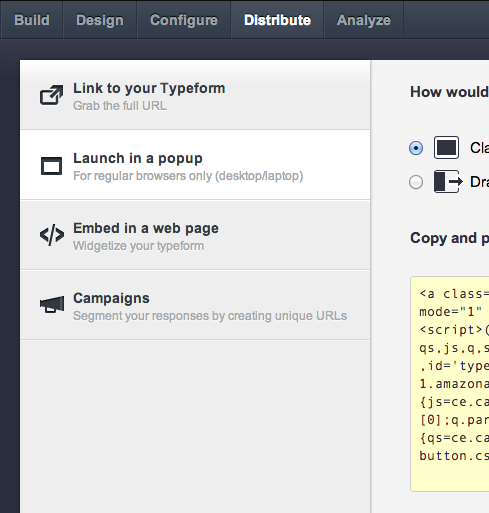 Build Design Configure Distribute Analyze
Link to your Typeform
Grab the full URL
Launch in a popup
For regular browsers only (desktop/laptop)
Embed in a web page
Widgetize your typeform
Campaigns
Segment your responses by creating unique URLs
How would
Cla
Dra
Copy and p
<a class=
mode="1"
<script>(
qs,js,q,s
,id='type
1.amazona
{js=ce.ca
[0];q.par
{qs=ce.ca
button.cs